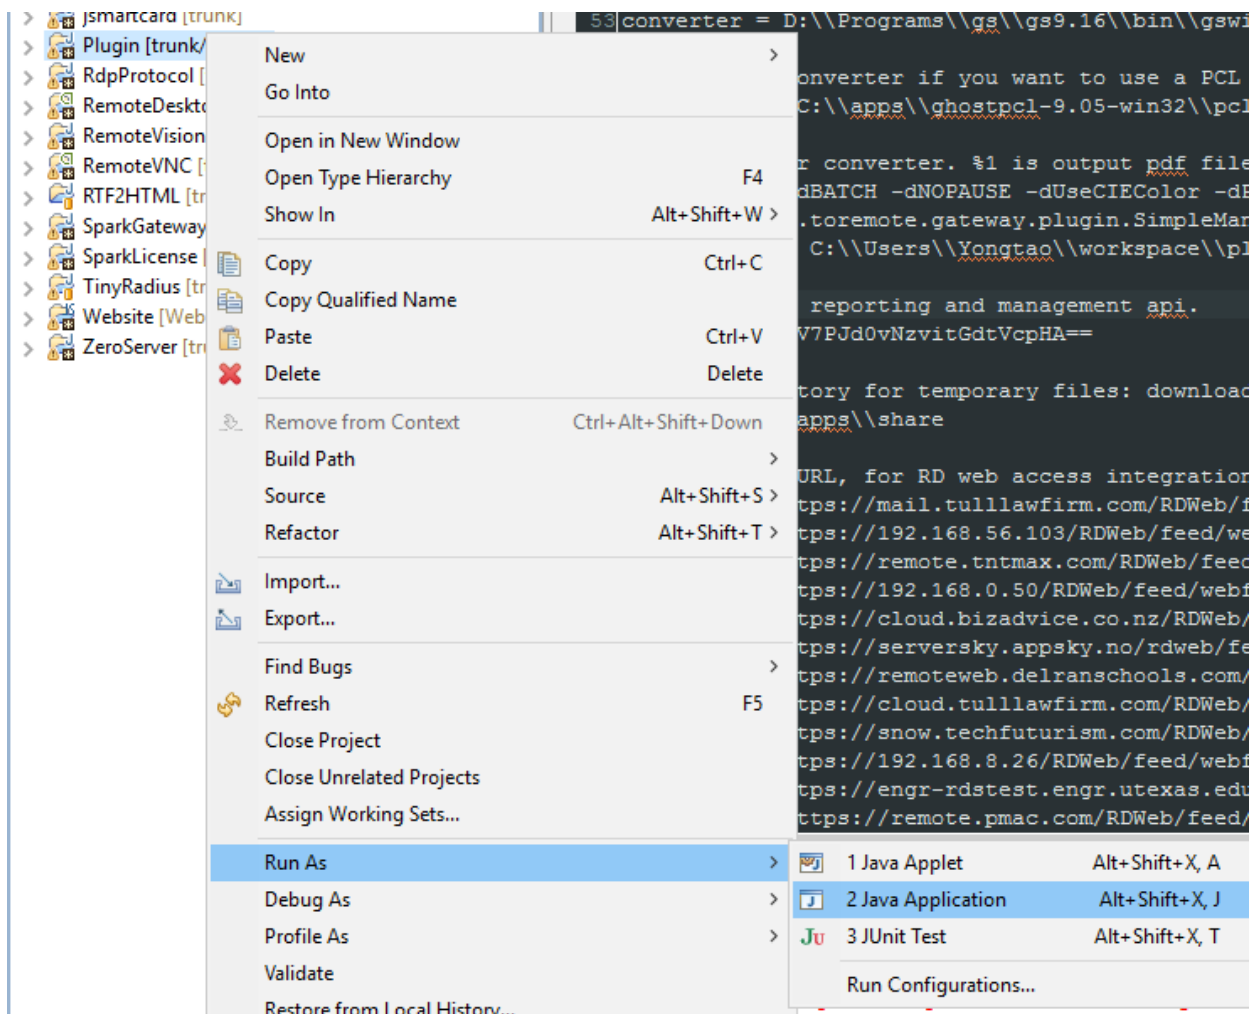 jsmartcard [trunk]
Plugin [trunk/
RdpProtocol [
RemoteDeskto
RemoteVision
RemoteVNC [
RTF2HTML [tr
SparkGateway
SparkLicense [
TinyRadius [tr
Website [Web
ZeroServer [tru
New
Go Into
Open in New Window
Open Type Hierarchy F4
Show In Alt+Shift+W >
Copy Ctrl+C
Copy Qualified Name
Paste Ctrl+V
Delete Delete
Remove from Context Ctrl+Alt+Shift+Down
Build Path
Source Alt+Shift+S >
Refactor Alt+Shift+T >
Import...
Export...
Find Bugs
Refresh F5
Close Project
Close Unrelated Projects
Assign Working Sets...
Run As
Debug As
Profile As
Validate
Restore from Local History...
1 Java Applet Alt+Shift+X, A
2 Java Application Alt+Shift+X, J
3 JUnit Test Alt+Shift+X, T
Run Configurations...
53 converter = D:\\Programs\\gs\\gs9.16\\bin\\gswi
onverter if you want to use a PCL
C:\\apps\\ghostpcl-9.05-win32\\pcl
r converter. %1 is output pdf file
dBATCH -dNOPAUSE -dUseCIEColor -dP
.toremote.gateway.plugin.SimpleMan
C:\\Users\\Yongtao\\workspace\\pl
reporting and management api.
V7PJd0vNzvitGdtVcpHA==
tory for temporary files: download
apps\\share
URL, for RD web access integration
tps://mail.tulllawfirm.com/RDWeb/f
tps://192.168.56.103/RDWeb/feed/we
tps://remote.tntmax.com/RDWeb/feed
tps://192.168.0.50/RDWeb/feed/webf
tps://cloud.bizadvice.co.nz/RDWeb/
tps://serversky.appsky.no/rdweb/fe
tps://remoteweb.delranschools.com/
tps://cloud.tulllawfirm.com/RDWeb/
tps://snow.techfuturism.com/RDWeb/
tps://192.168.8.26/RDWeb/feed/webf
tps://engr-rdstest.engr.utexas.edu
ttps://remote.pmac.com/RDWeb/feed/